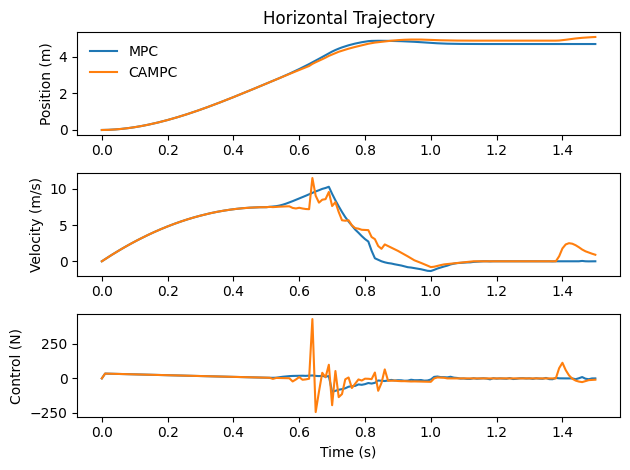 Horizontal Trajectory
Position (m)
4
2
0
MPC
CAMPC
0.0 0.2 0.4 0.6 0.8 1.0 1.2 1.4
Velocity (m/s)
10
5
0
0.0 0.2 0.4 0.6 0.8 1.0 1.2 1.4
Control (N)
250
0
−250
0.0 0.2 0.4 0.6 0.8 1.0 1.2 1.4
Time (s)